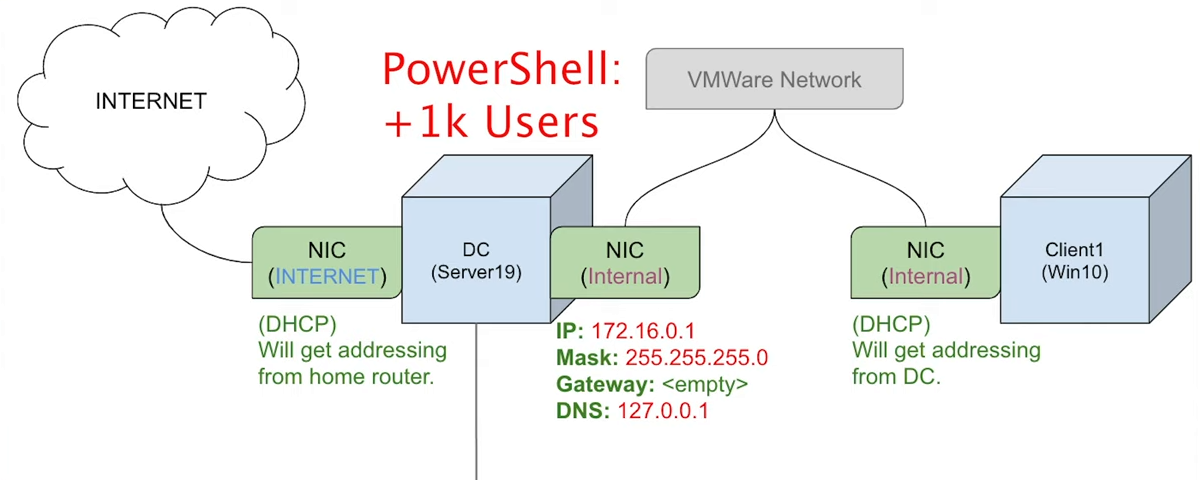 INTERNET
PowerShell:
+1k Users
VMWare Network
NIC
(INTERNET)
DC
(Server19)
NIC
(Internal)
NIC
(Internal)
Client1
(Win10)
(DHCP)
Will get addressing
from home router.
IP: 172.16.0.1
Mask: 255.255.255.0
Gateway: <empty>
DNS: 127.0.0.1
(DHCP)
Will get addressing
from DC.